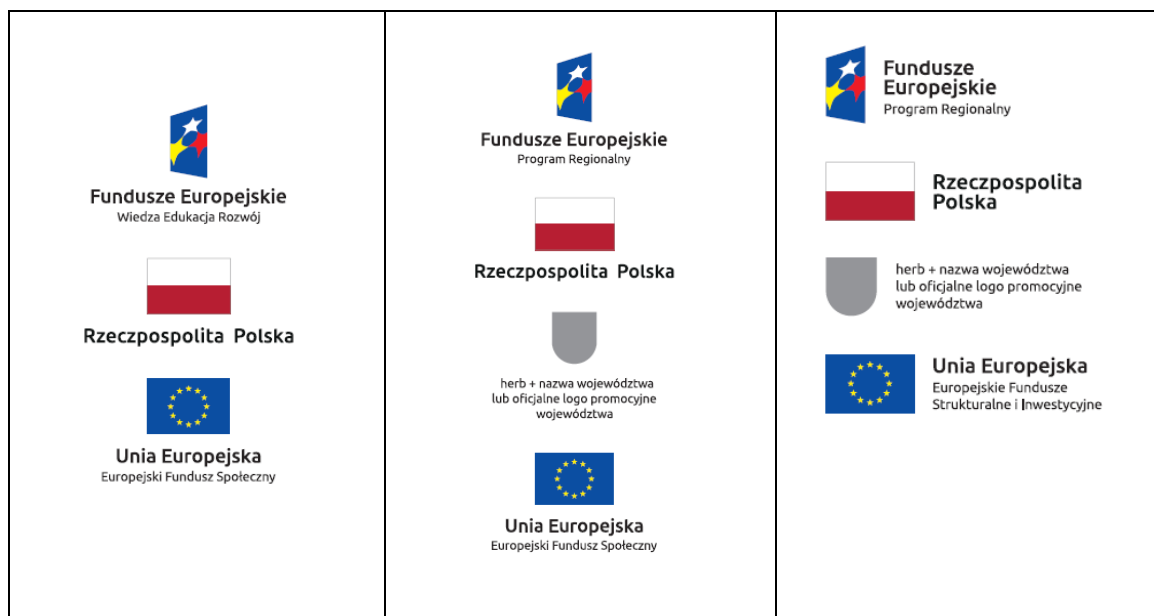 Fundusze Europejskie
Wiedza Edukacja Rozwój
Rzeczpospolita Polska
Unia Europejska
Europejski Fundusz Społeczny
Fundusze Europejskie
Program Regionalny
Rzeczpospolita Polska
herb + nazwa województwa
lub oficjalne logo promocyjne
województwa
Unia Europejska
Europejski Fundusz Społeczny
Fundusze
Europejskie
Program Regionalny
Rzeczpospolita
Polska
herb + nazwa województwa
lub oficjalne logo promocyjne
województwa
Unia Europejska
Europejskie Fundusze
Strukturalne i Inwestycyjne